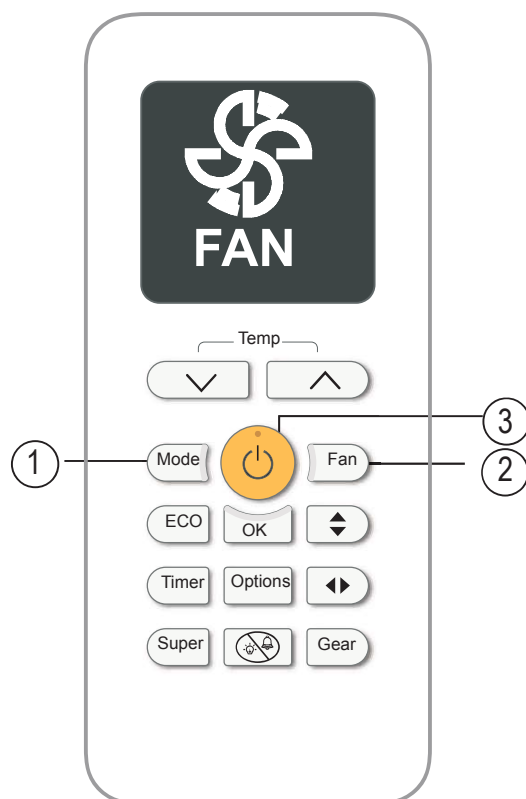 FAN
Temp
3
1
Mode
Fan
2
ECO
OK
Timer
Options
Super
Gear